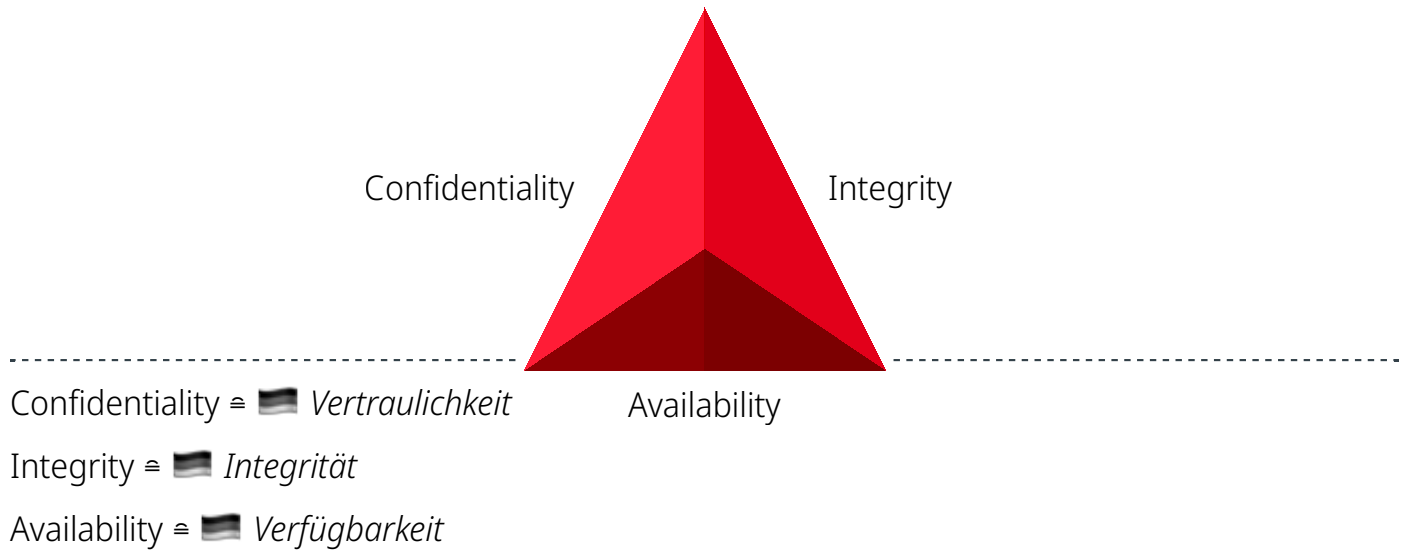 Confidentiality
Integrity
Availability
Confidentiality ≘ Vertraulichkeit
Integrity ≘ Integrität
Availability ≘ Verfügbarkeit